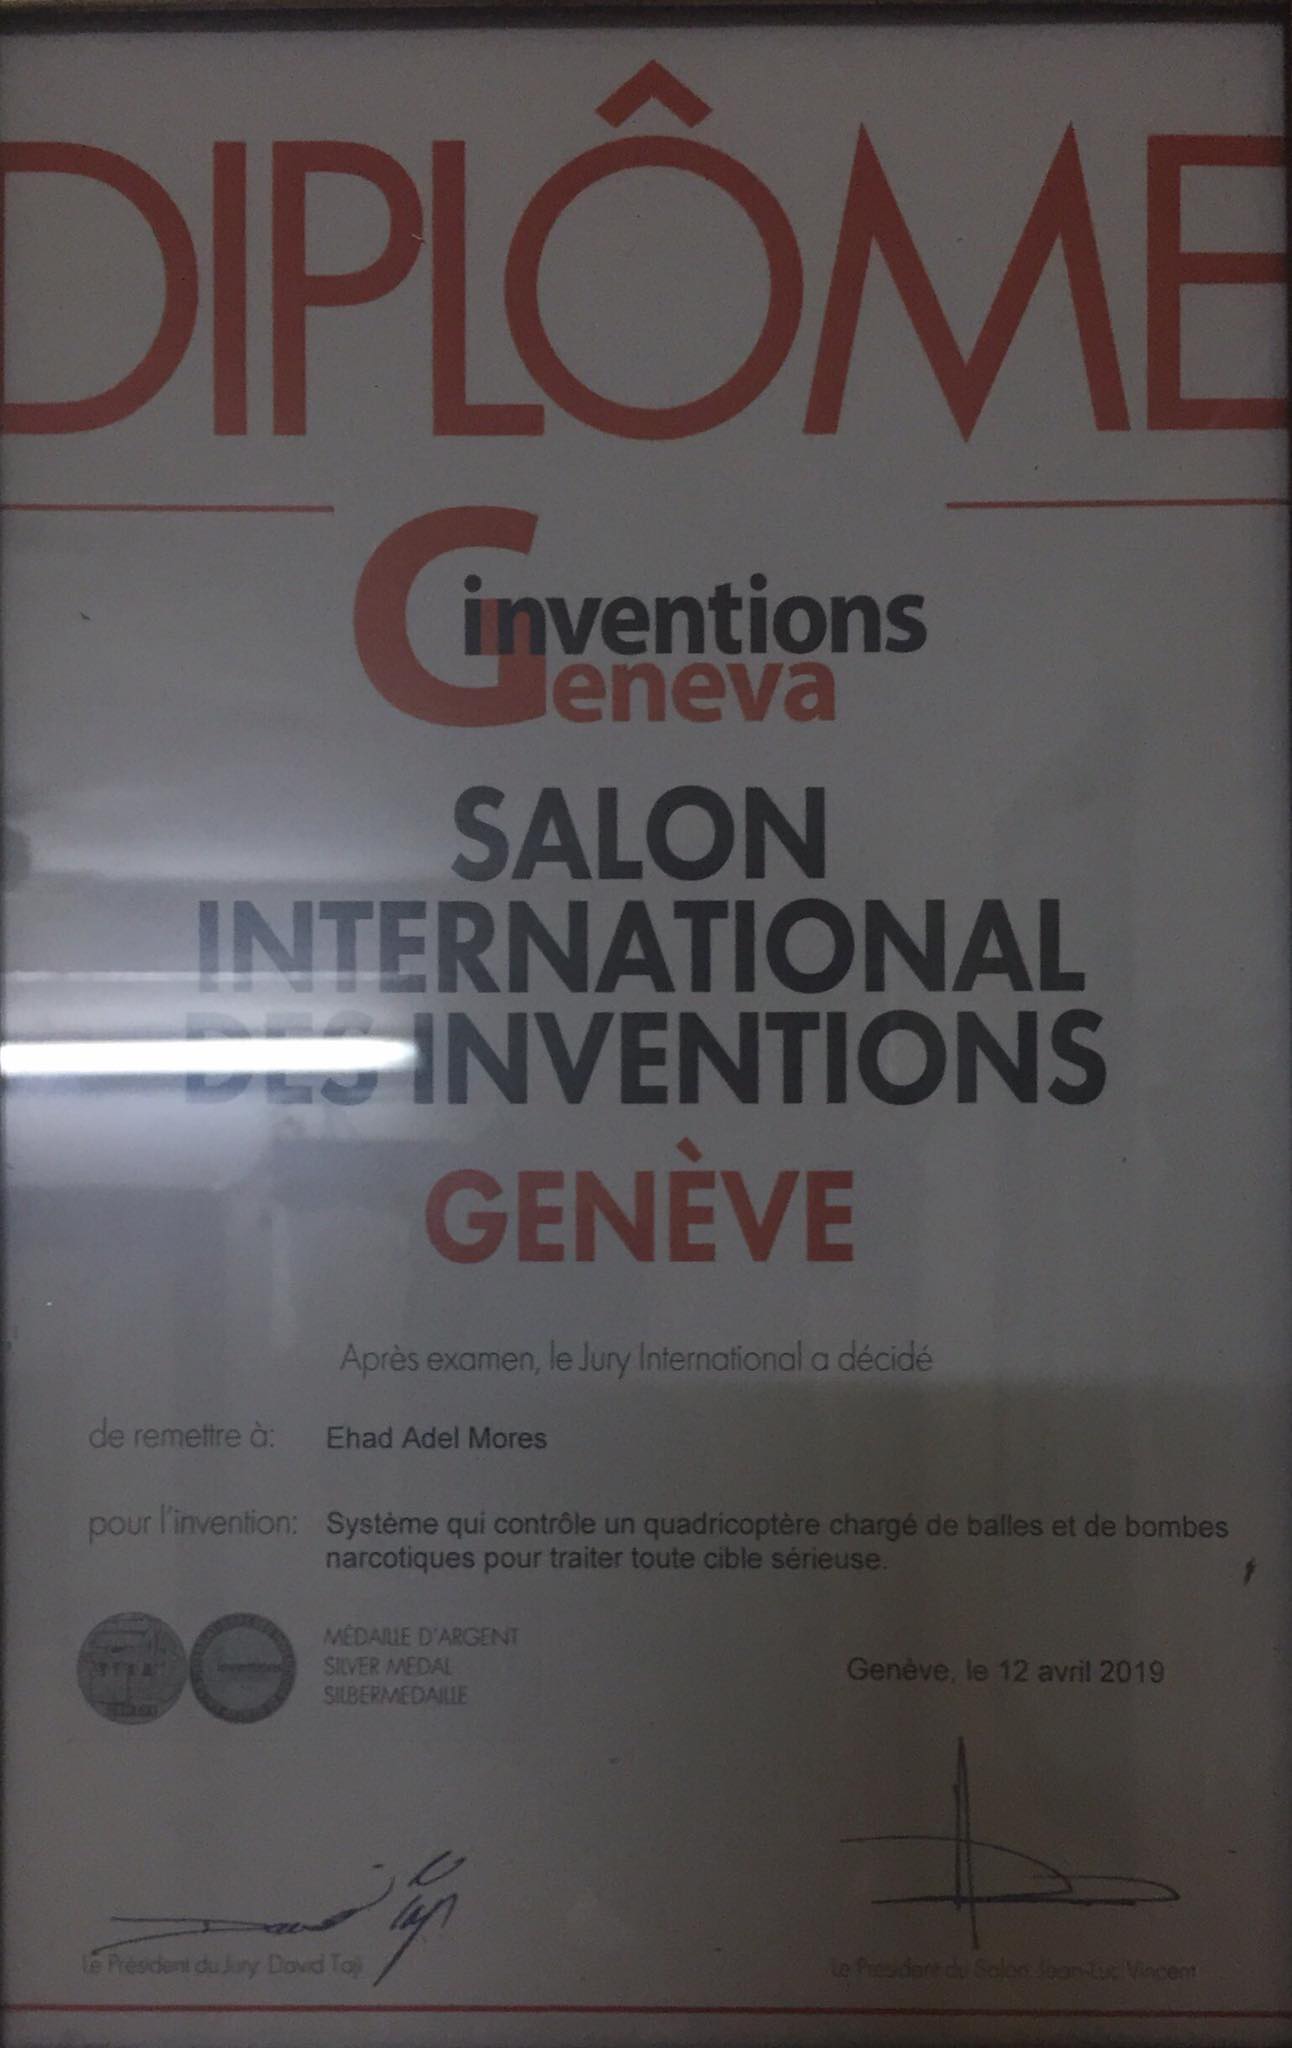 DIPLÔME
inventions
Geneva
SALON
INTERNATIONAL
DES INVENTIONS
GENÈVE
Après examen, le Jury International a décidé
de remettre à: Ehad Adel Mores
pour l'invention: Système qui contrôle un quadricoptère chargé de balles et de bombes
narcotiques pour traiter toute cible sérieuse.
inventions
MÉDAILLE D'ARGENT
SILVER MEDAL
SILBERMEDAILLE
Genève, le 12 avril 2019
Le Président du Jury: David Taji
Le Président du Salon: Jean-Luc Vincent